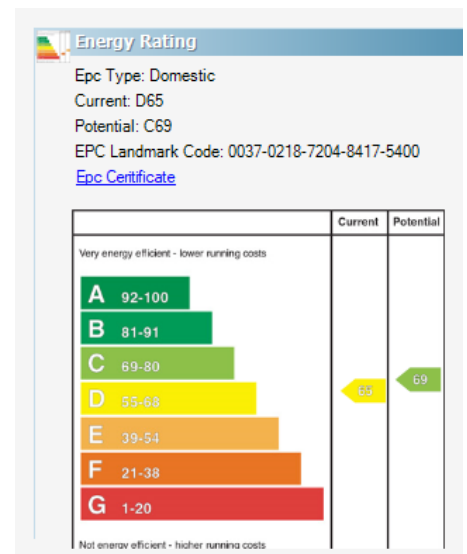 Energy Rating
Epc Type: Domestic
Current: D65
Potential: C69
EPC Landmark Code: 0037-0218-7204-8417-5400
Epc Ceritificate
Current Potential
Very energy efficient - lower running costs
A 92-100
B 81-91
C 69-80
D 55-68
E 39-54
F 21-38
G 1-20
65
69
Not energy efficient - higher running costs